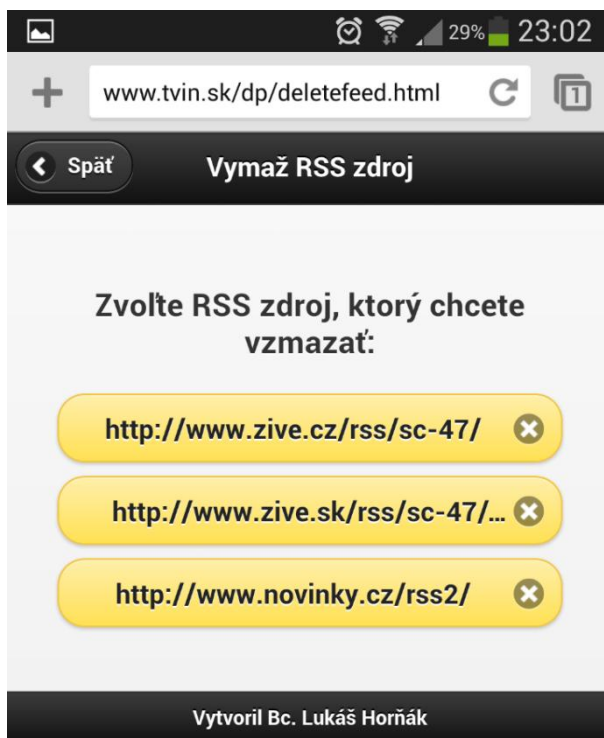 29% 23:02
www.tvin.sk/dp/deletefeed.html 1
Späť Vymaž RSS zdroj
Zvoľte RSS zdroj, ktorý chcete
vzmazať:
http://www.zive.cz/rss/sc-47/
http://www.zive.sk/rss/sc-47/...
http://www.novinky.cz/rss2/
Vytvoril Bc. Lukáš Horňák